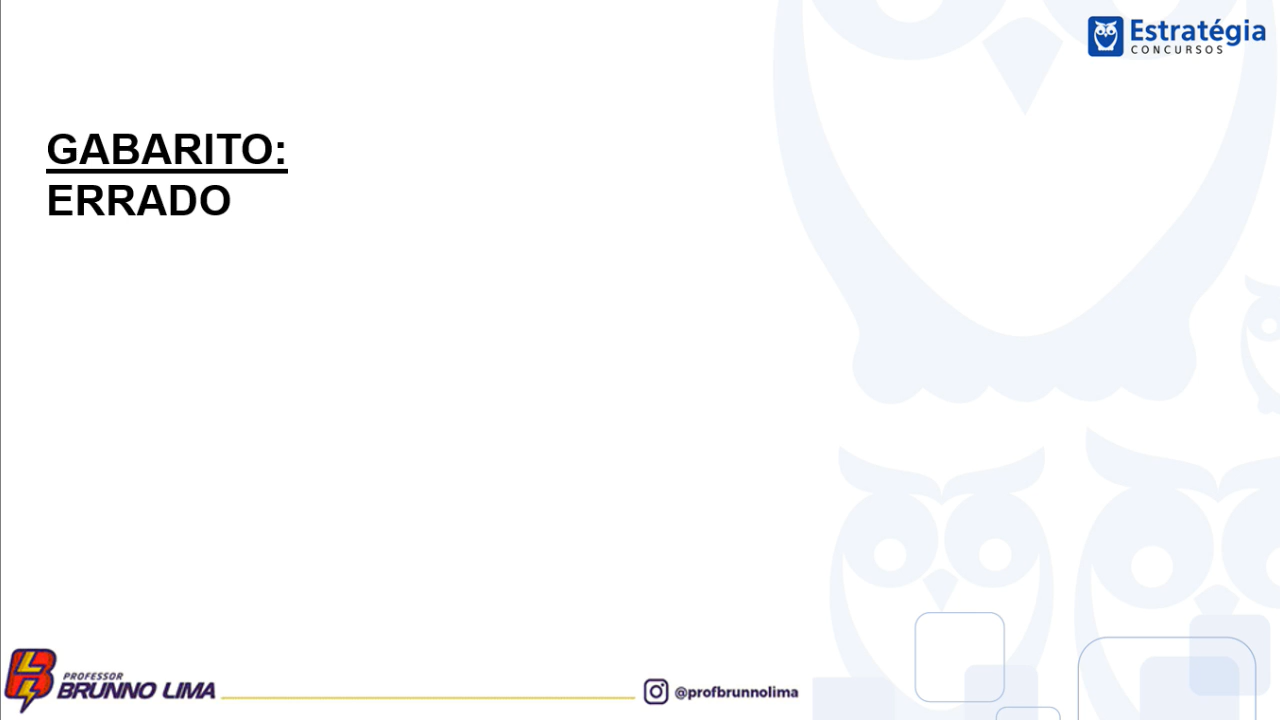 Estratégia
CONCURSOS
GABARITO:
ERRADO
PROFESSOR
BRUNNO LIMA
@profbrunnolima